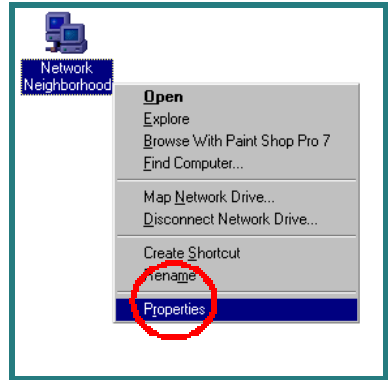 Network
Neighborhood
Open
Explore
Browse With Paint Shop Pro 7
Find Computer...
Map Network Drive...
Disconnect Network Drive...
Create Shortcut
Rename
Properties